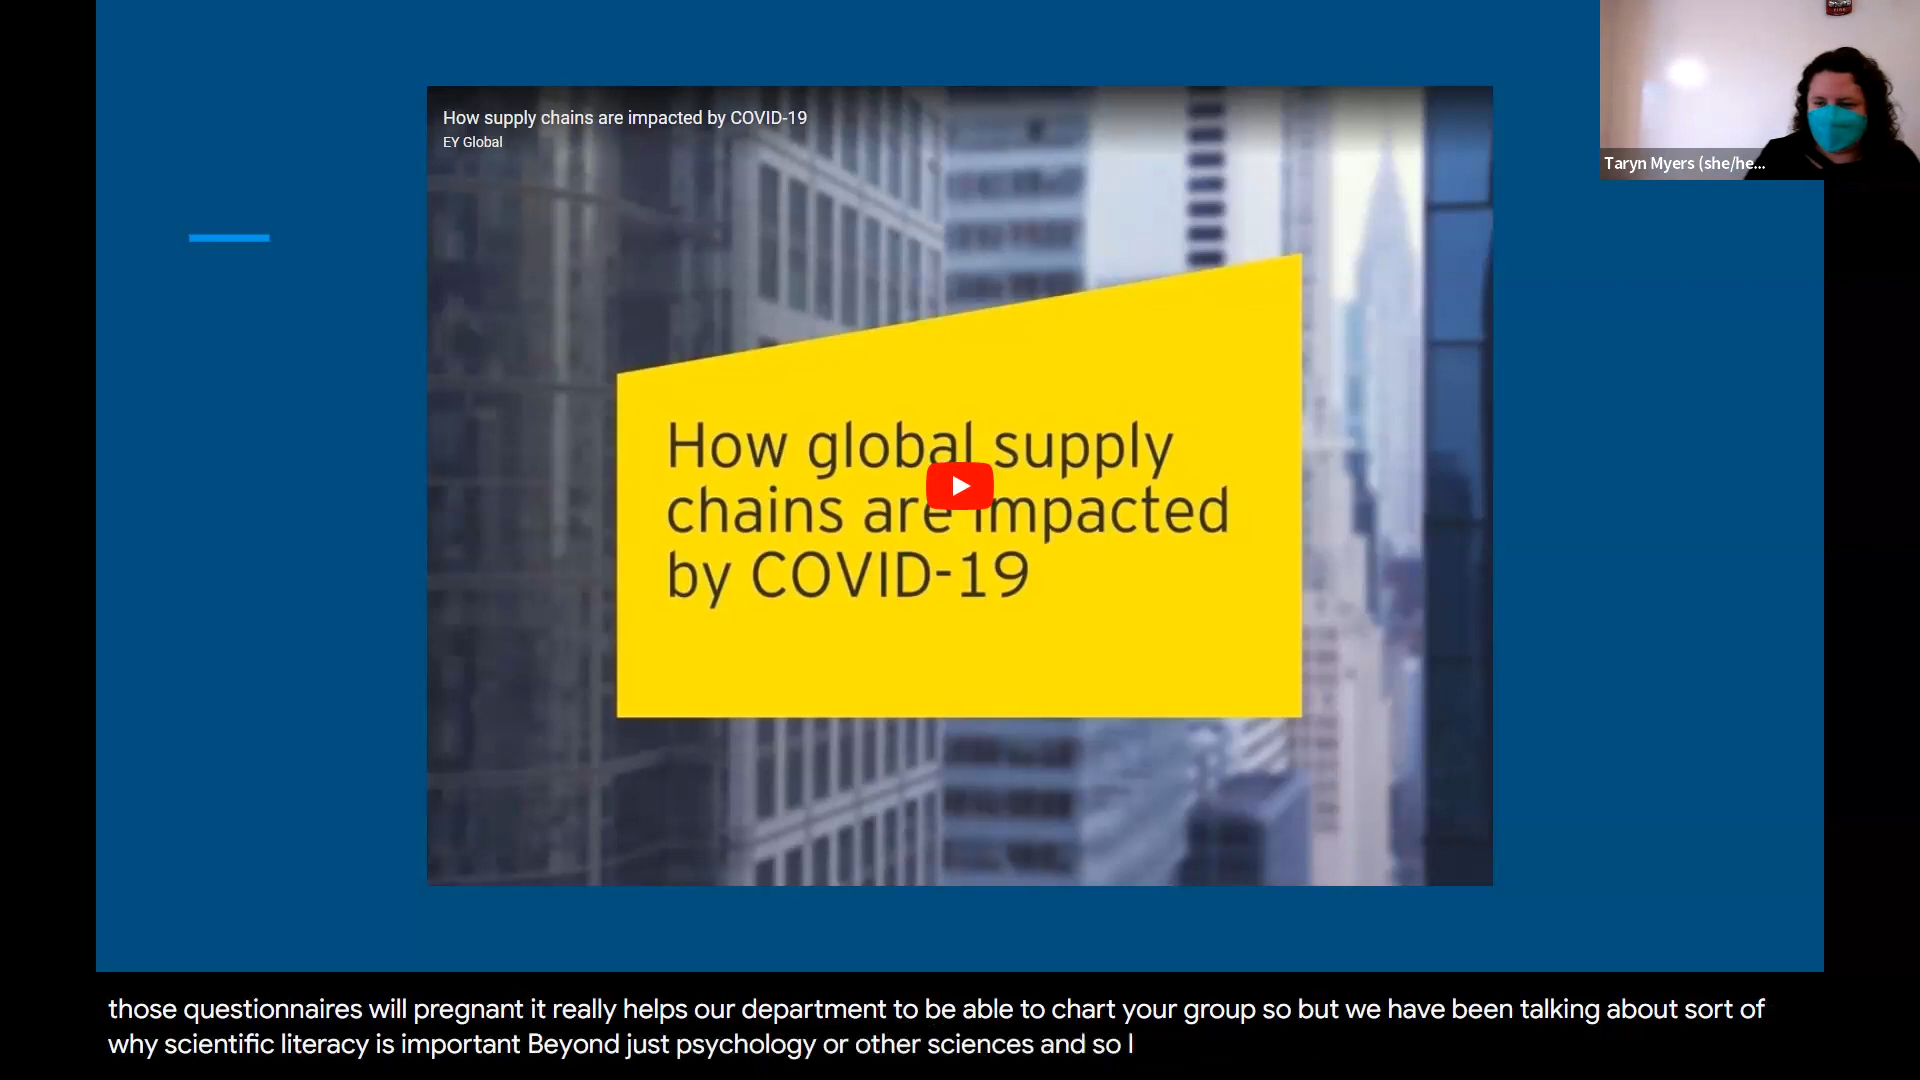 How supply chains are impacted by COVID-19
EY Global
Taryn Myers (she/he...
How global supply
chains are impacted
by COVID-19
those questionnaires will pregnant it really helps our department to be able to chart your group so but we have been talking about sort of
why scientific literacy is important Beyond just psychology or other sciences and so I